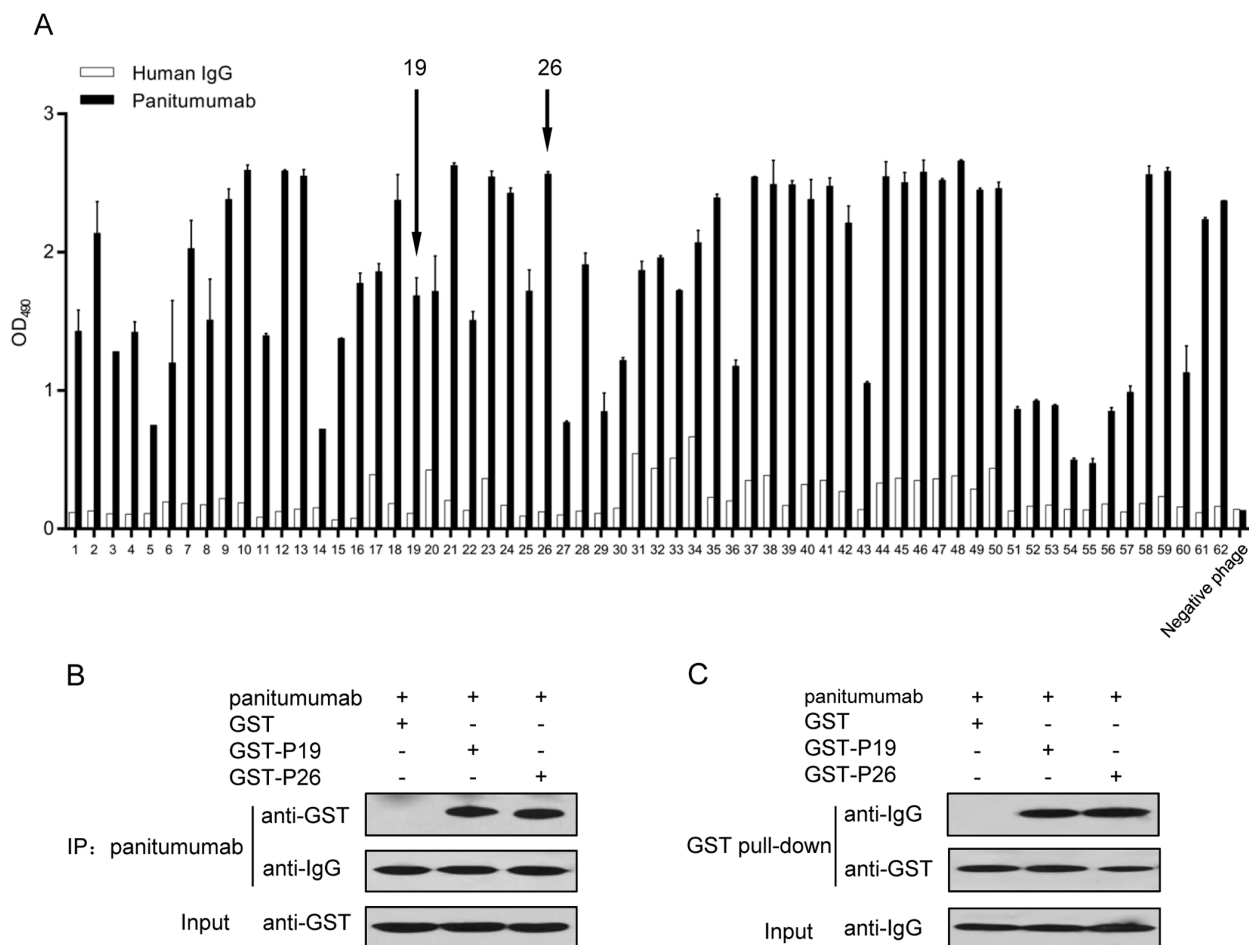 A
19 26
Human IgG
Panitumumab
3
2
1
0
OD490
1 2 3 4 5 6 7 8 9 10 11 12 13 14 15 16 17 18 19 20 21 22 23 24 25 26 27 28 29 30 31 32 33 34 35 36 37 38 39 40 41 42 43 44 45 46 47 48 49 50 51 52 53 54 55 56 57 58 59 60 61 62 Negative phage
B
panitumumab + + +
GST + - -
GST-P19 - + -
GST-P26 - - +
IP: panitumumab
anti-GST
anti-IgG
Input anti-GST
C
panitumumab + + +
GST + - -
GST-P19 - + -
GST-P26 - - +
GST pull-down
anti-IgG
anti-GST
Input anti-IgG